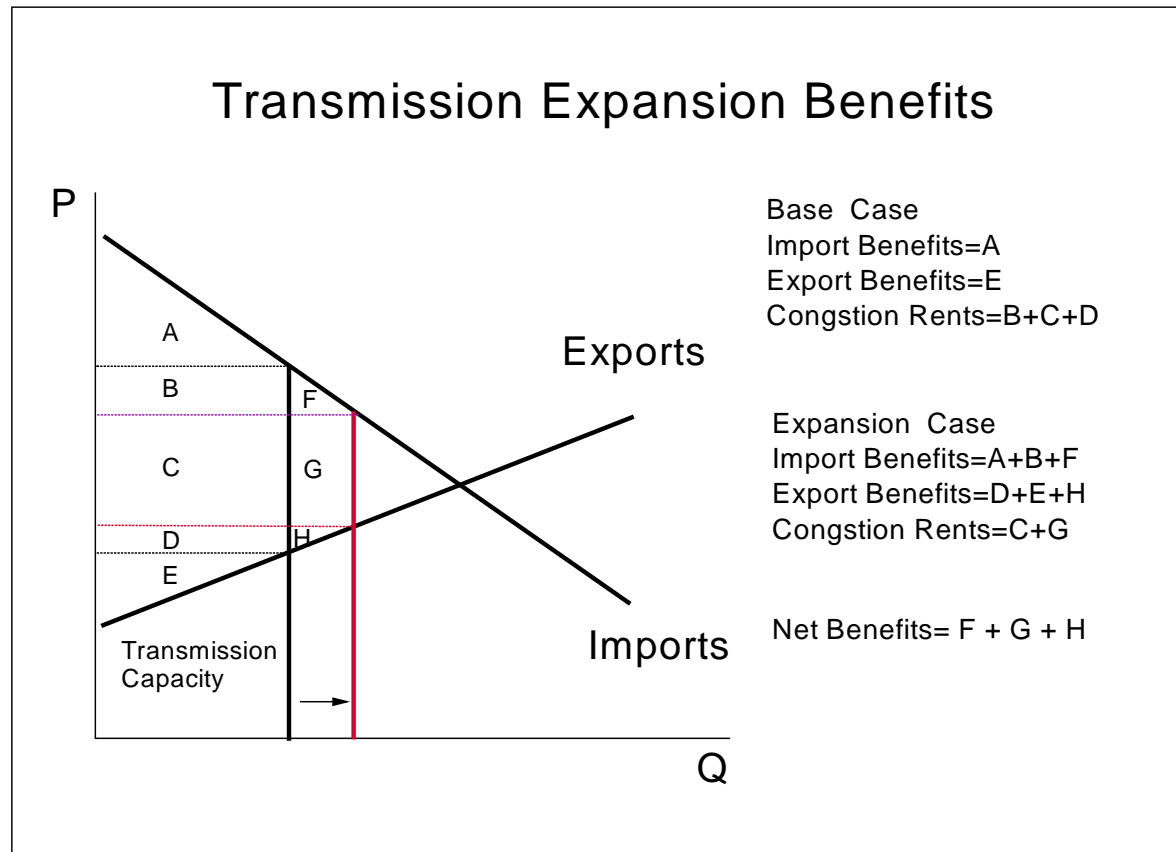 Transmission Expansion Benefits
P
Base Case
Import Benefits=A
Export Benefits=E
Congstion Rents=B+C+D
A
B
F
Exports
C
G
Expansion Case
Import Benefits=A+B+F
Export Benefits=D+E+H
Congstion Rents=C+G
D
H
E
Transmission
Capacity
Imports
Net Benefits= F + G + H
Q